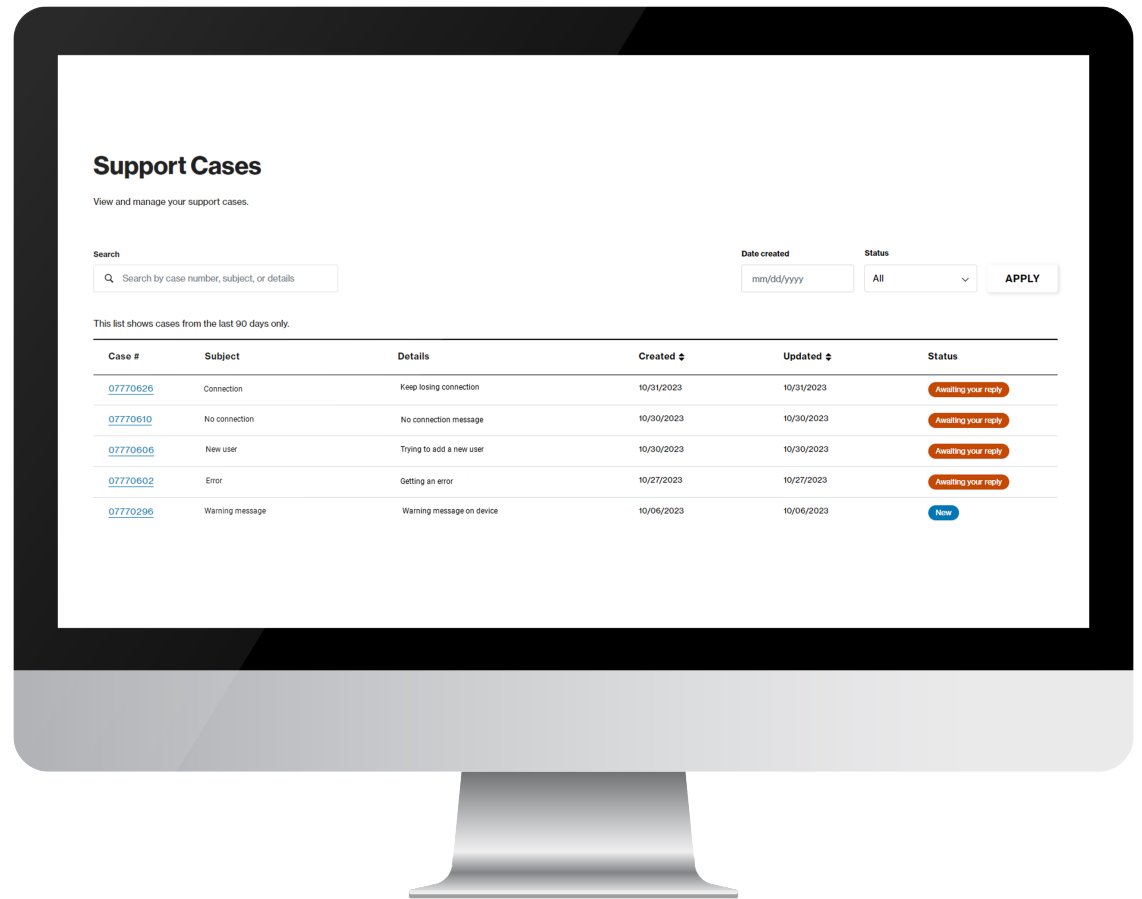 Support Cases
View and manage your support cases.
Search
Date created
Status
Search by case number, subject, or details
mm/dd/yyyy
All
APPLY
This list shows cases from the last 90 days only.
Case # Subject Details Created Updated Status
07770626 Connection Keep losing connection 10/31/2023 10/31/2023 Awaiting your reply
07770610 No connection No connection message 10/30/2023 10/30/2023 Awaiting your reply
07770606 New user Trying to add a new user 10/30/2023 10/30/2023 Awaiting your reply
07770602 Error Getting an error 10/27/2023 10/27/2023 Awaiting your reply
07770296 Warning message Warning message on device 10/06/2023 10/06/2023 New